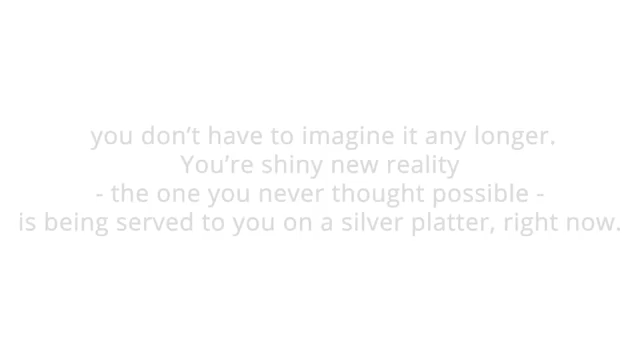 you don’t have to imagine it any longer.
You’re shiny new reality
- the one you never thought possible -
is being served to you on a silver platter, right now.